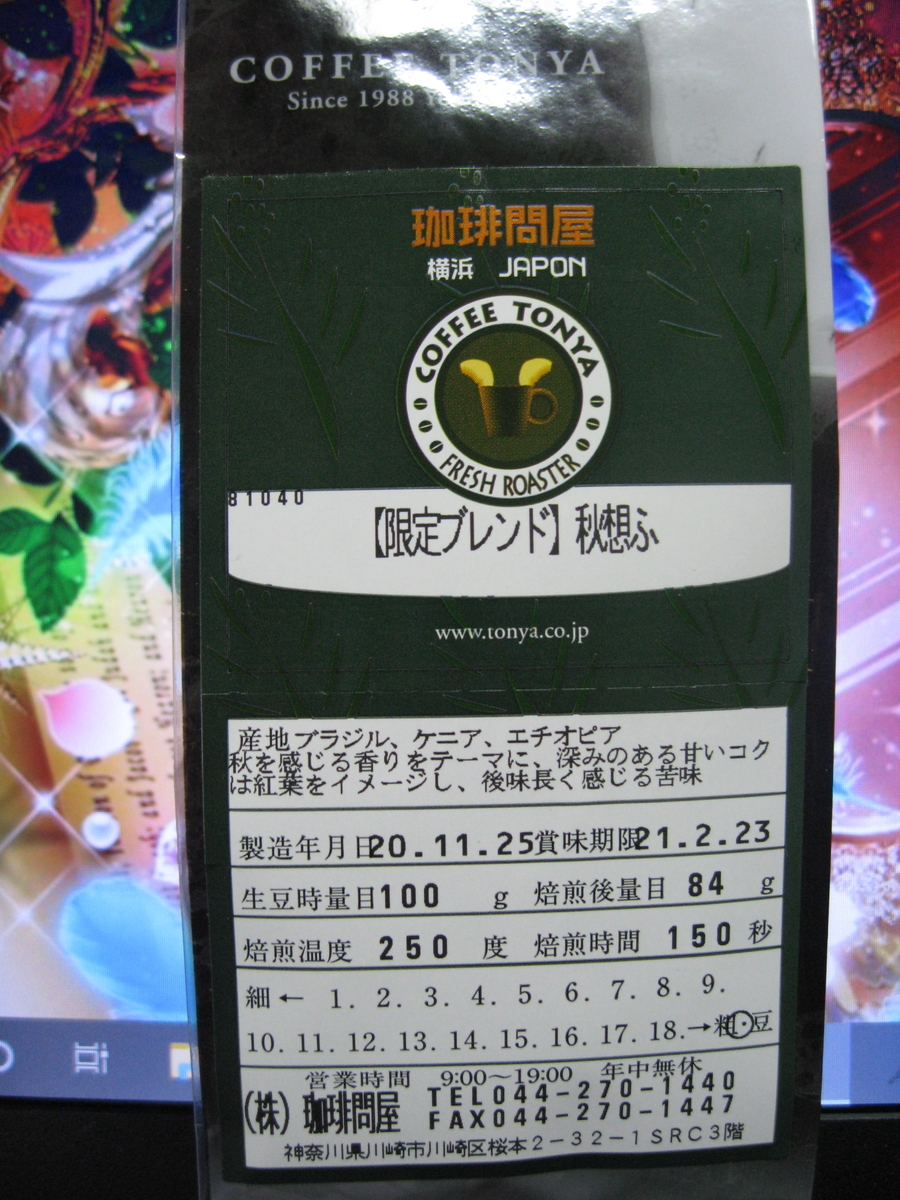 COFFEE TONYA
Since 1988
珈琲問屋
横浜 JAPON
COFFEE TONYA
FRESH ROASTER
81040
【限定ブレンド】秋想ふ
www.tonya.co.jp
産地ブラジル、ケニア、エチオピア
秋を感じる香りをテーマに、深みのある甘いコク
は紅葉をイメージし、後味長く感じる苦味
製造年月日20.11.25賞味期限21.2.23
生豆時量目100 g 焙煎後量目 84 g
焙煎温度 250 度 焙煎時間 150 秒
細← 1. 2. 3. 4. 5. 6. 7. 8. 9.
10. 11. 12. 13. 14. 15. 16. 17. 18.→粗・豆
営業時間 9:00〜19:00 年中無休
(株) 珈琲問屋 TEL044-270-1440
FAX044-270-1447
神奈川県川崎市川崎区桜本2-32-1SRC3階